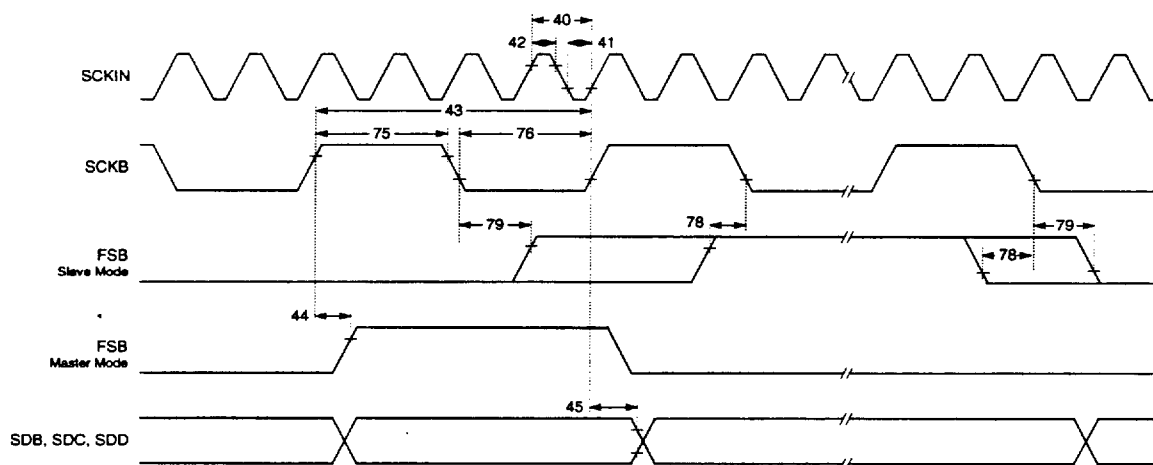 40
42
41
SCKIN
43
75
76
SCKB
79
78
79
FSB
Slave Mode
78
44
FSB
Master Mode
45
SDB, SDC, SDD